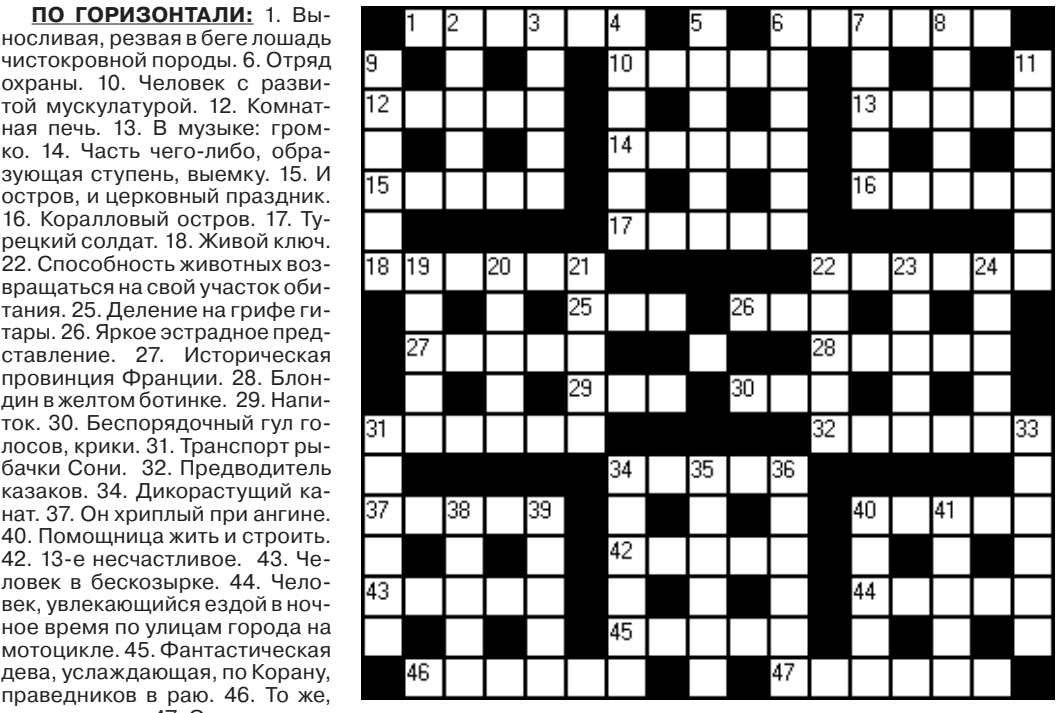 ПО ГОРИЗОНТАЛИ: 1. Вы-
носливая, резвая в беге лошадь
чистокровной породы. 6. Отряд
охраны. 10. Человек с разви-
той мускулатурой. 12. Комнат-
ная печь. 13. В музыке: гром-
ко. 14. Часть чего-либо, обра-
зующая ступень, выемку. 15. И
остров, и церковный праздник.
16. Коралловый остров. 17. Ту-
рецкий солдат. 18. Живой ключ.
22. Способность животных воз-
вращаться на свой участок оби-
тания. 25. Деление на грифе ги-
тары. 26. Яркое эстрадное пред-
ставление. 27. Историческая
провинция Франции. 28. Блон-
дин в желтом ботинке. 29. Напи-
ток. 30. Беспорядочный гул го-
лосов, крики. 31. Транспорт ры-
бачки Сони. 32. Предводитель
казаков. 34. Дикорастущий ка-
нат. 37. Он хриплый при ангине.
40. Помощница жить и строить.
42. 13-е несчастливое. 43. Че-
ловек в бескозырке. 44. Чело-
век, увлекающийся ездой в ноч-
ное время по улицам города на
мотоцикле. 45. Фантастическая
дева, услаждающая, по Корану,
праведников в раю. 46. То же,
1 2 3 4 5 6 7 8
9 10 11
12 13
14
15 16
17
18 19 20 21 22 23 24
25 26
27 28
29 30
31 32 33
34 35 36
37 38 39 40 41
42
43 44
45
46 47